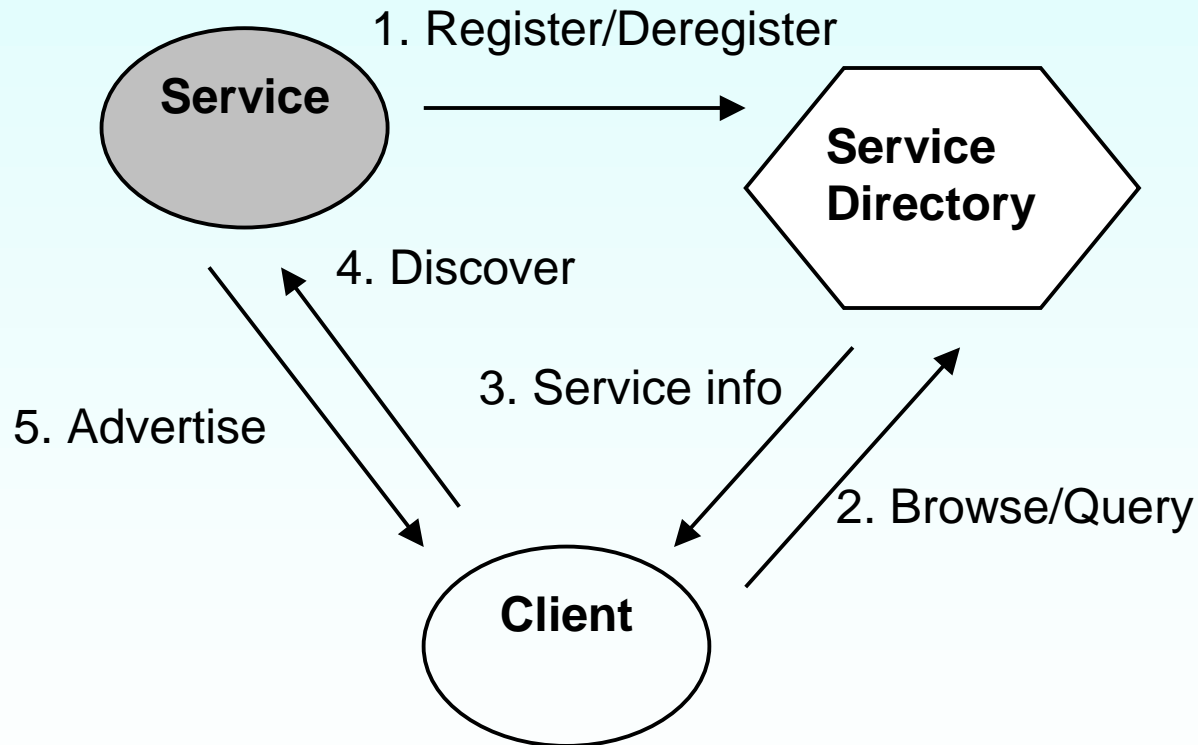 1. Register/Deregister
Service
Service
Directory
4. Discover
3. Service info
5. Advertise
2. Browse/Query
Client